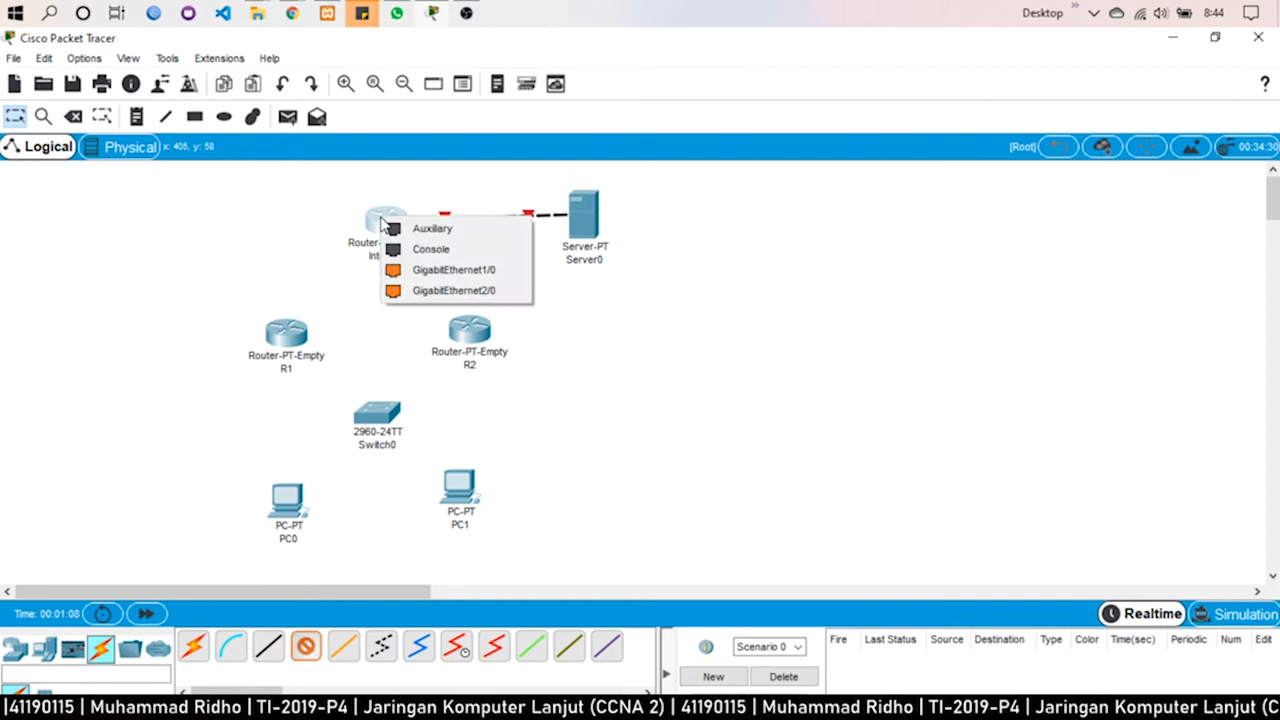 Desktop
8:44
Cisco Packet Tracer
File Edit Options View Tools Extensions Help
?
Logical
Physical
x: 405, y: 58
[Root]
00:34:30
Router-
Int
Auxiliary
Console
GigabitEthernet1/0
GigabitEthernet2/0
Server-PT
Server0
Router-PT-Empty
R1
Router-PT-Empty
R2
2960-24TT
Switch0
PC-PT
PC0
PC-PT
PC1
Time: 00:01:08
Realtime
Simulation
Scenario 0
New
Delete
Fire Last Status Source Destination Type Color Time(sec) Periodic Num Edit
|41190115 | Muhammad Ridho | TI-2019-P4 | Jaringan Komputer Lanjut (CCNA 2) | 41190115 | Muhammad Ridho | TI-2019-P4 | Jaringan Komputer Lanjut (C